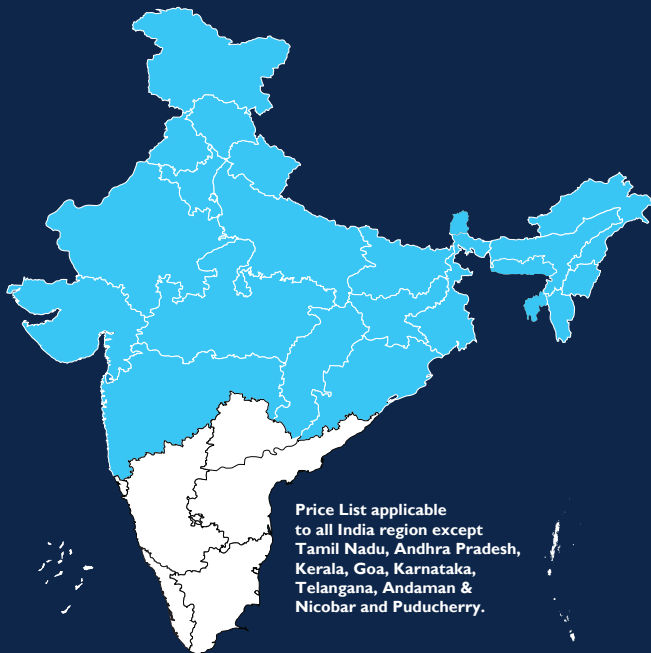 Price List applicable
to all India region except
Tamil Nadu, Andhra Pradesh,
Kerala, Goa, Karnataka,
Telangana, Andaman &
Nicobar and Puducherry.